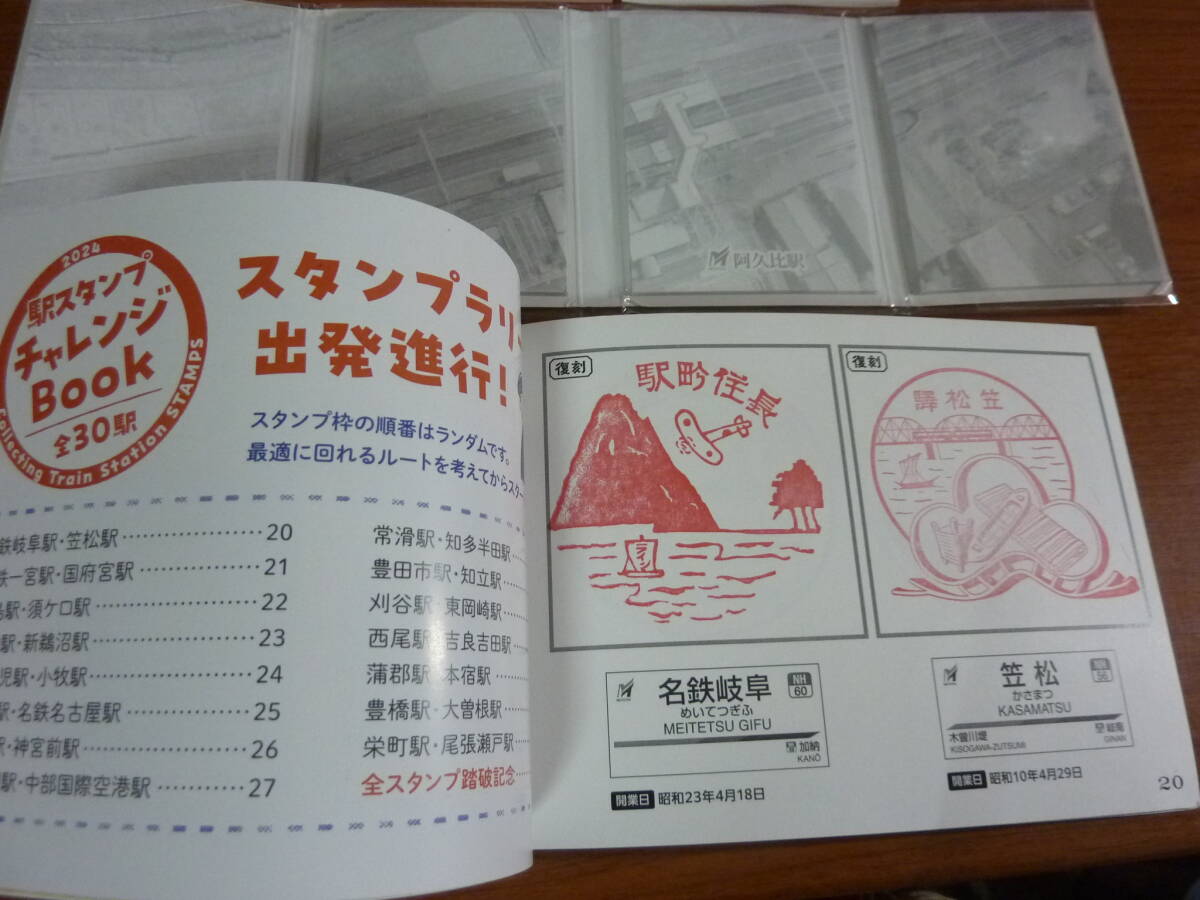 阿久比駅
2024
駅スタンプ
チャレンジ
Book
全30駅
Collecting Train Station STAMPS
スタンプラリー
出発進行!
スタンプ枠の順番はランダムです。
最適に回れるルートを考えてからスター
鉄岐阜駅・笠松駅 20
鉄一宮駅・国府宮駅 21
駅・須ケ口駅 22
駅・新鵜沼駅 23
児駅・小牧駅 24
駅・名鉄名古屋駅 25
駅・神宮前駅 26
駅・中部国際空港駅 27
常滑駅・知多半田駅
豊田市駅・知立駅
刈谷駅・東岡崎駅
西尾駅・吉良吉田駅
蒲郡駅・本宿駅
豊橋駅・大曽根駅
栄町駅・尾張瀬戸駅
全スタンプ踏破記念
復刻
駅町住長
ライン
名鉄岐阜
NH
60
めいてつぎふ
MEITETSU GIFU
加納
KANŌ
開業日 昭和23年4月18日
復刻
驛松笠
笠松
NH
56
かさまつ
KASAMATSU
木曽川堤
KISOGAWA-ZUTSUMI
岐南
GINAN
開業日 昭和10年4月29日
20